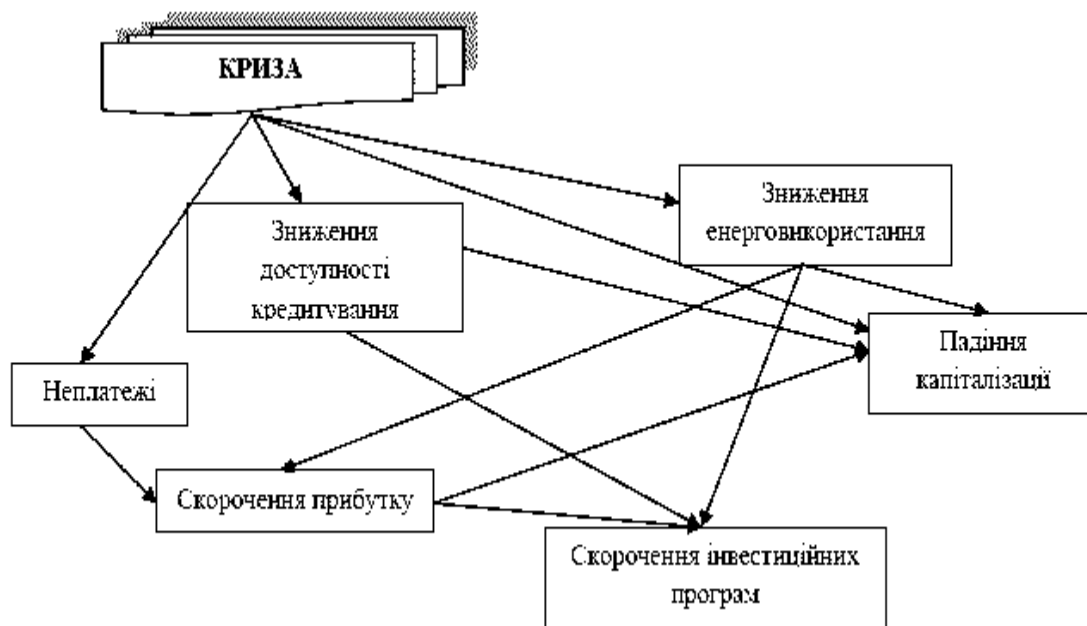 КРИЗА
Зниження
енерговикористання
Зниження
доступності
кредитування
Падіння
капіталізації
Неплатежі
Скорочення прибутку
Скорочення інвестиційних
програм